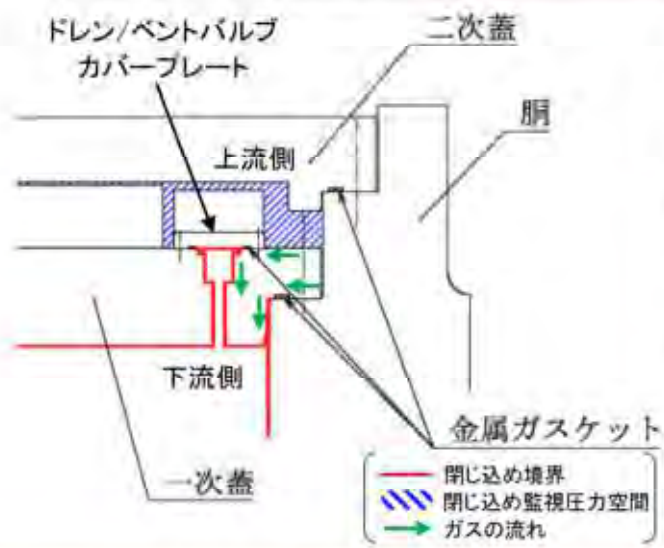 ドレン/ベントバルブ
カバープレート
二次蓋
胴
上流側
下流側
一次蓋
金属ガスケット
閉じ込め境界
閉じ込め監視圧力空間
ガスの流れ